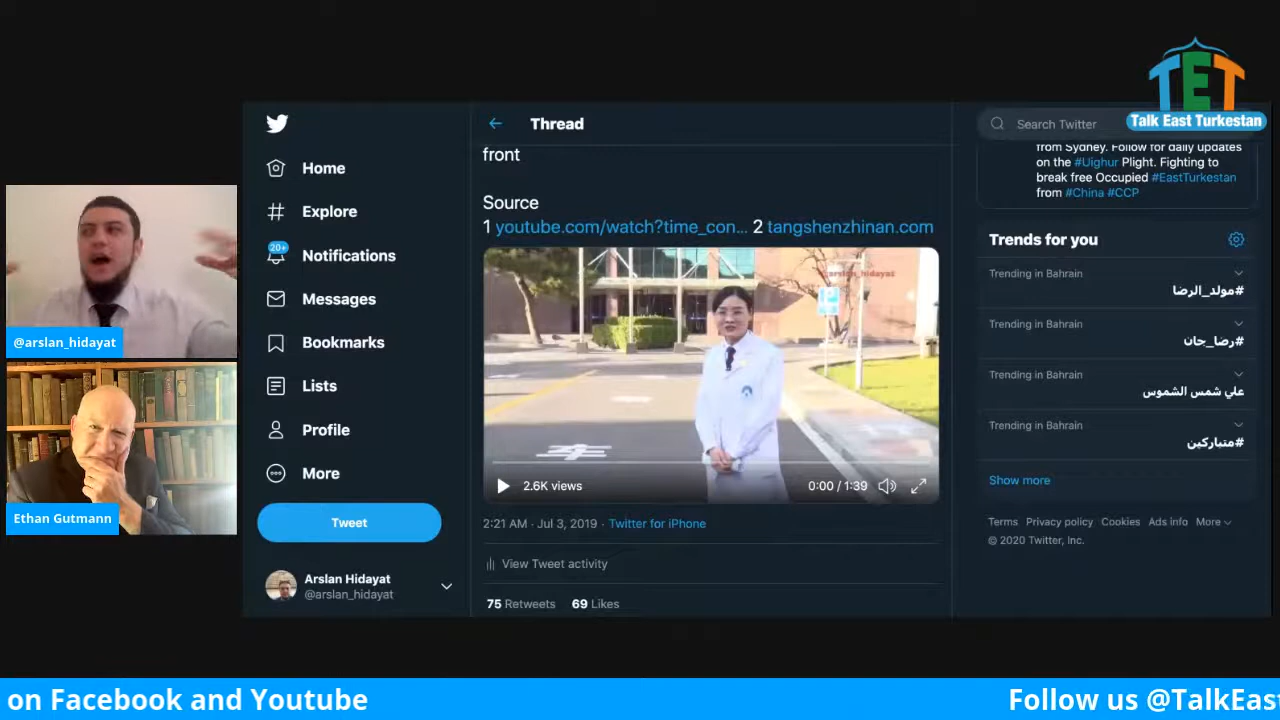 TET
Talk East Turkestan
Home
Explore
20+
Notifications
Messages
Bookmarks
Lists
Profile
More
Tweet
Arslan Hidayat
@arslan_hidayat
Thread
front
Source
1 youtube.com/watch?time_con... 2 tangshenzhinan.com
arslan_hidayat
2.6K views
0:00 / 1:39
2:21 AM · Jul 3, 2019 · Twitter for iPhone
View Tweet activity
75 Retweets 69 Likes
Search Twitter
from Sydney. Follow for daily updates
on the #Uighur Plight. Fighting to
break free Occupied #EastTurkestan
from #China #CCP
Trends for you
Trending in Bahrain
#مولد_الرضا
Trending in Bahrain
#رضا_جان
Trending in Bahrain
علي شمس الشموس
Trending in Bahrain
#متباركين
Show more
Terms Privacy policy Cookies Ads info More
© 2020 Twitter, Inc.
@arslan_hidayat
Ethan Gutmann
on Facebook and Youtube
Follow us @TalkEast